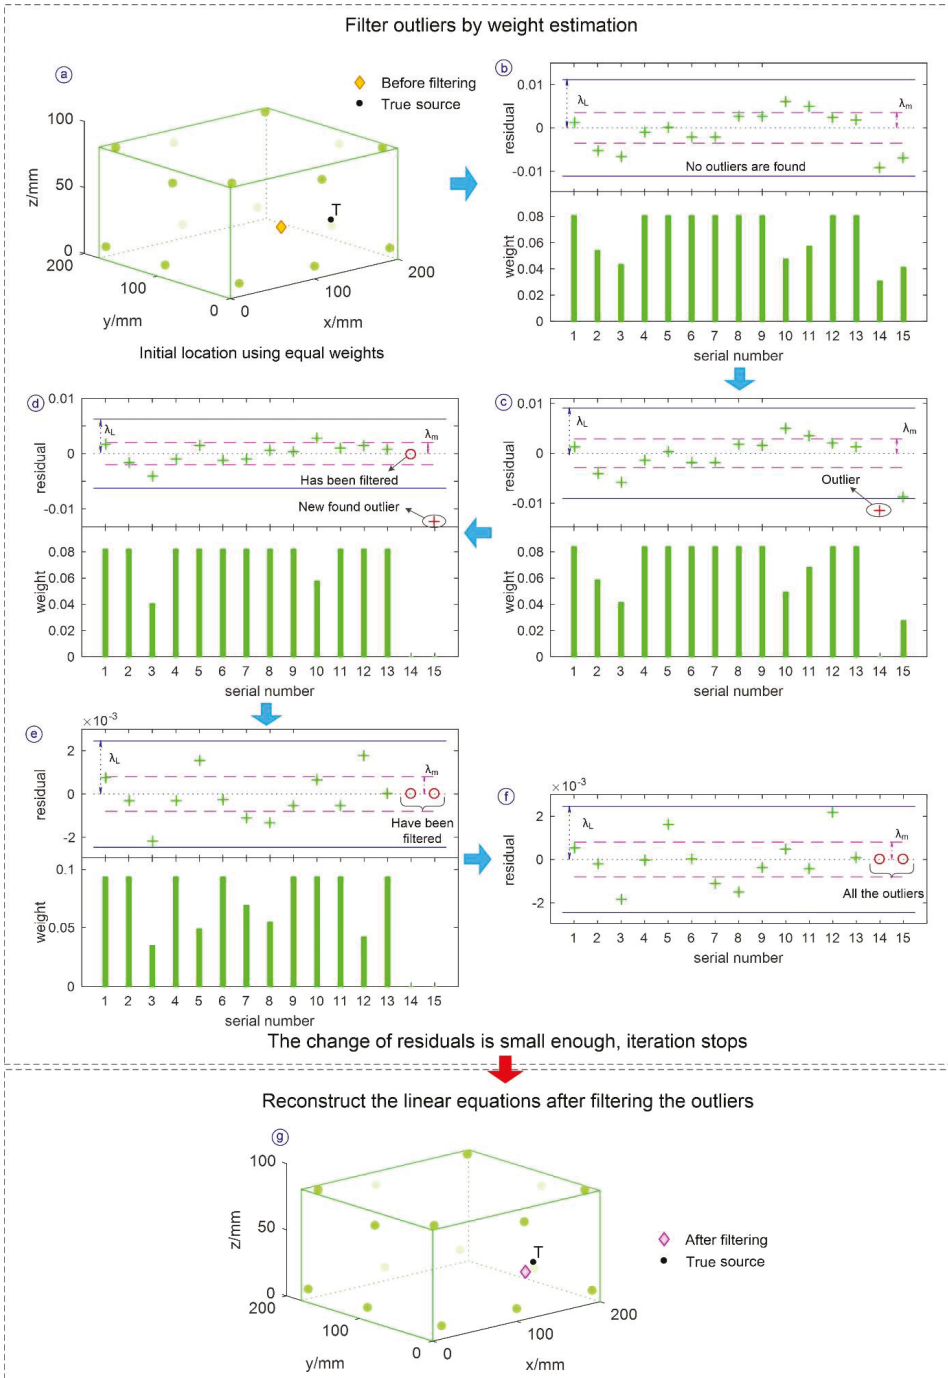 Filter outliers by weight estimation
a
Before filtering
True source
100
50
0
z/mm
T
200
100
0
y/mm
0
100
200
x/mm
Initial location using equal weights
b
0.01
0
-0.01
residual
λL
λm
No outliers are found
0.08
0.06
0.04
0.02
0
weight
1 2 3 4 5 6 7 8 9 10 11 12 13 14 15
serial number
c
0.01
0
-0.01
residual
λL
λm
Outlier
0.08
0.06
0.04
0.02
0
weight
1 2 3 4 5 6 7 8 9 10 11 12 13 14 15
serial number
d
0.01
0
-0.01
residual
λL
λm
Has been filtered
New found outlier
0.08
0.06
0.04
0.02
0
weight
1 2 3 4 5 6 7 8 9 10 11 12 13 14 15
serial number
e
×10⁻³
2
0
-2
residual
λL
λm
Have been
filtered
0.1
0.05
0
weight
1 2 3 4 5 6 7 8 9 10 11 12 13 14 15
serial number
f
×10⁻³
2
0
-2
residual
λL
λm
All the outliers
1 2 3 4 5 6 7 8 9 10 11 12 13 14 15
serial number
The change of residuals is small enough, iteration stops
Reconstruct the linear equations after filtering the outliers
g
100
50
0
z/mm
T
After filtering
True source
200
100
0
y/mm
0
100
200
x/mm